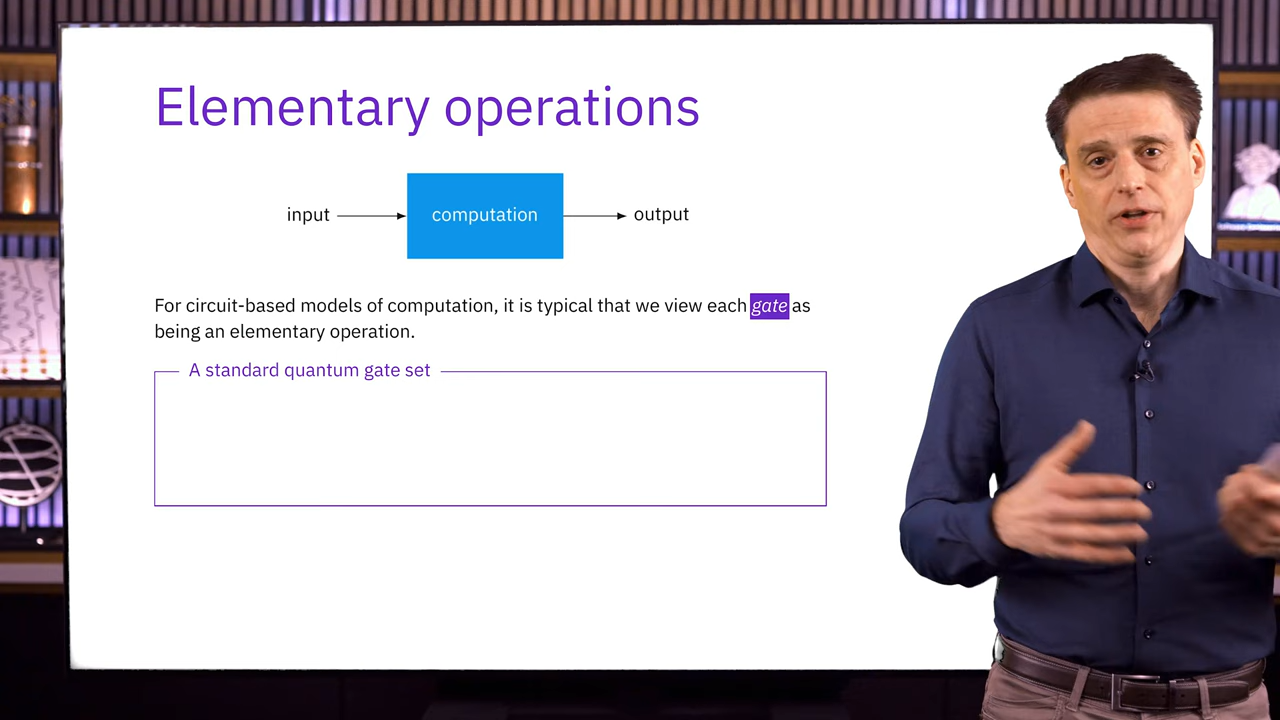 Elementary operations
input
computation
output
For circuit-based models of computation, it is typical that we view each gate as
being an elementary operation.
A standard quantum gate set